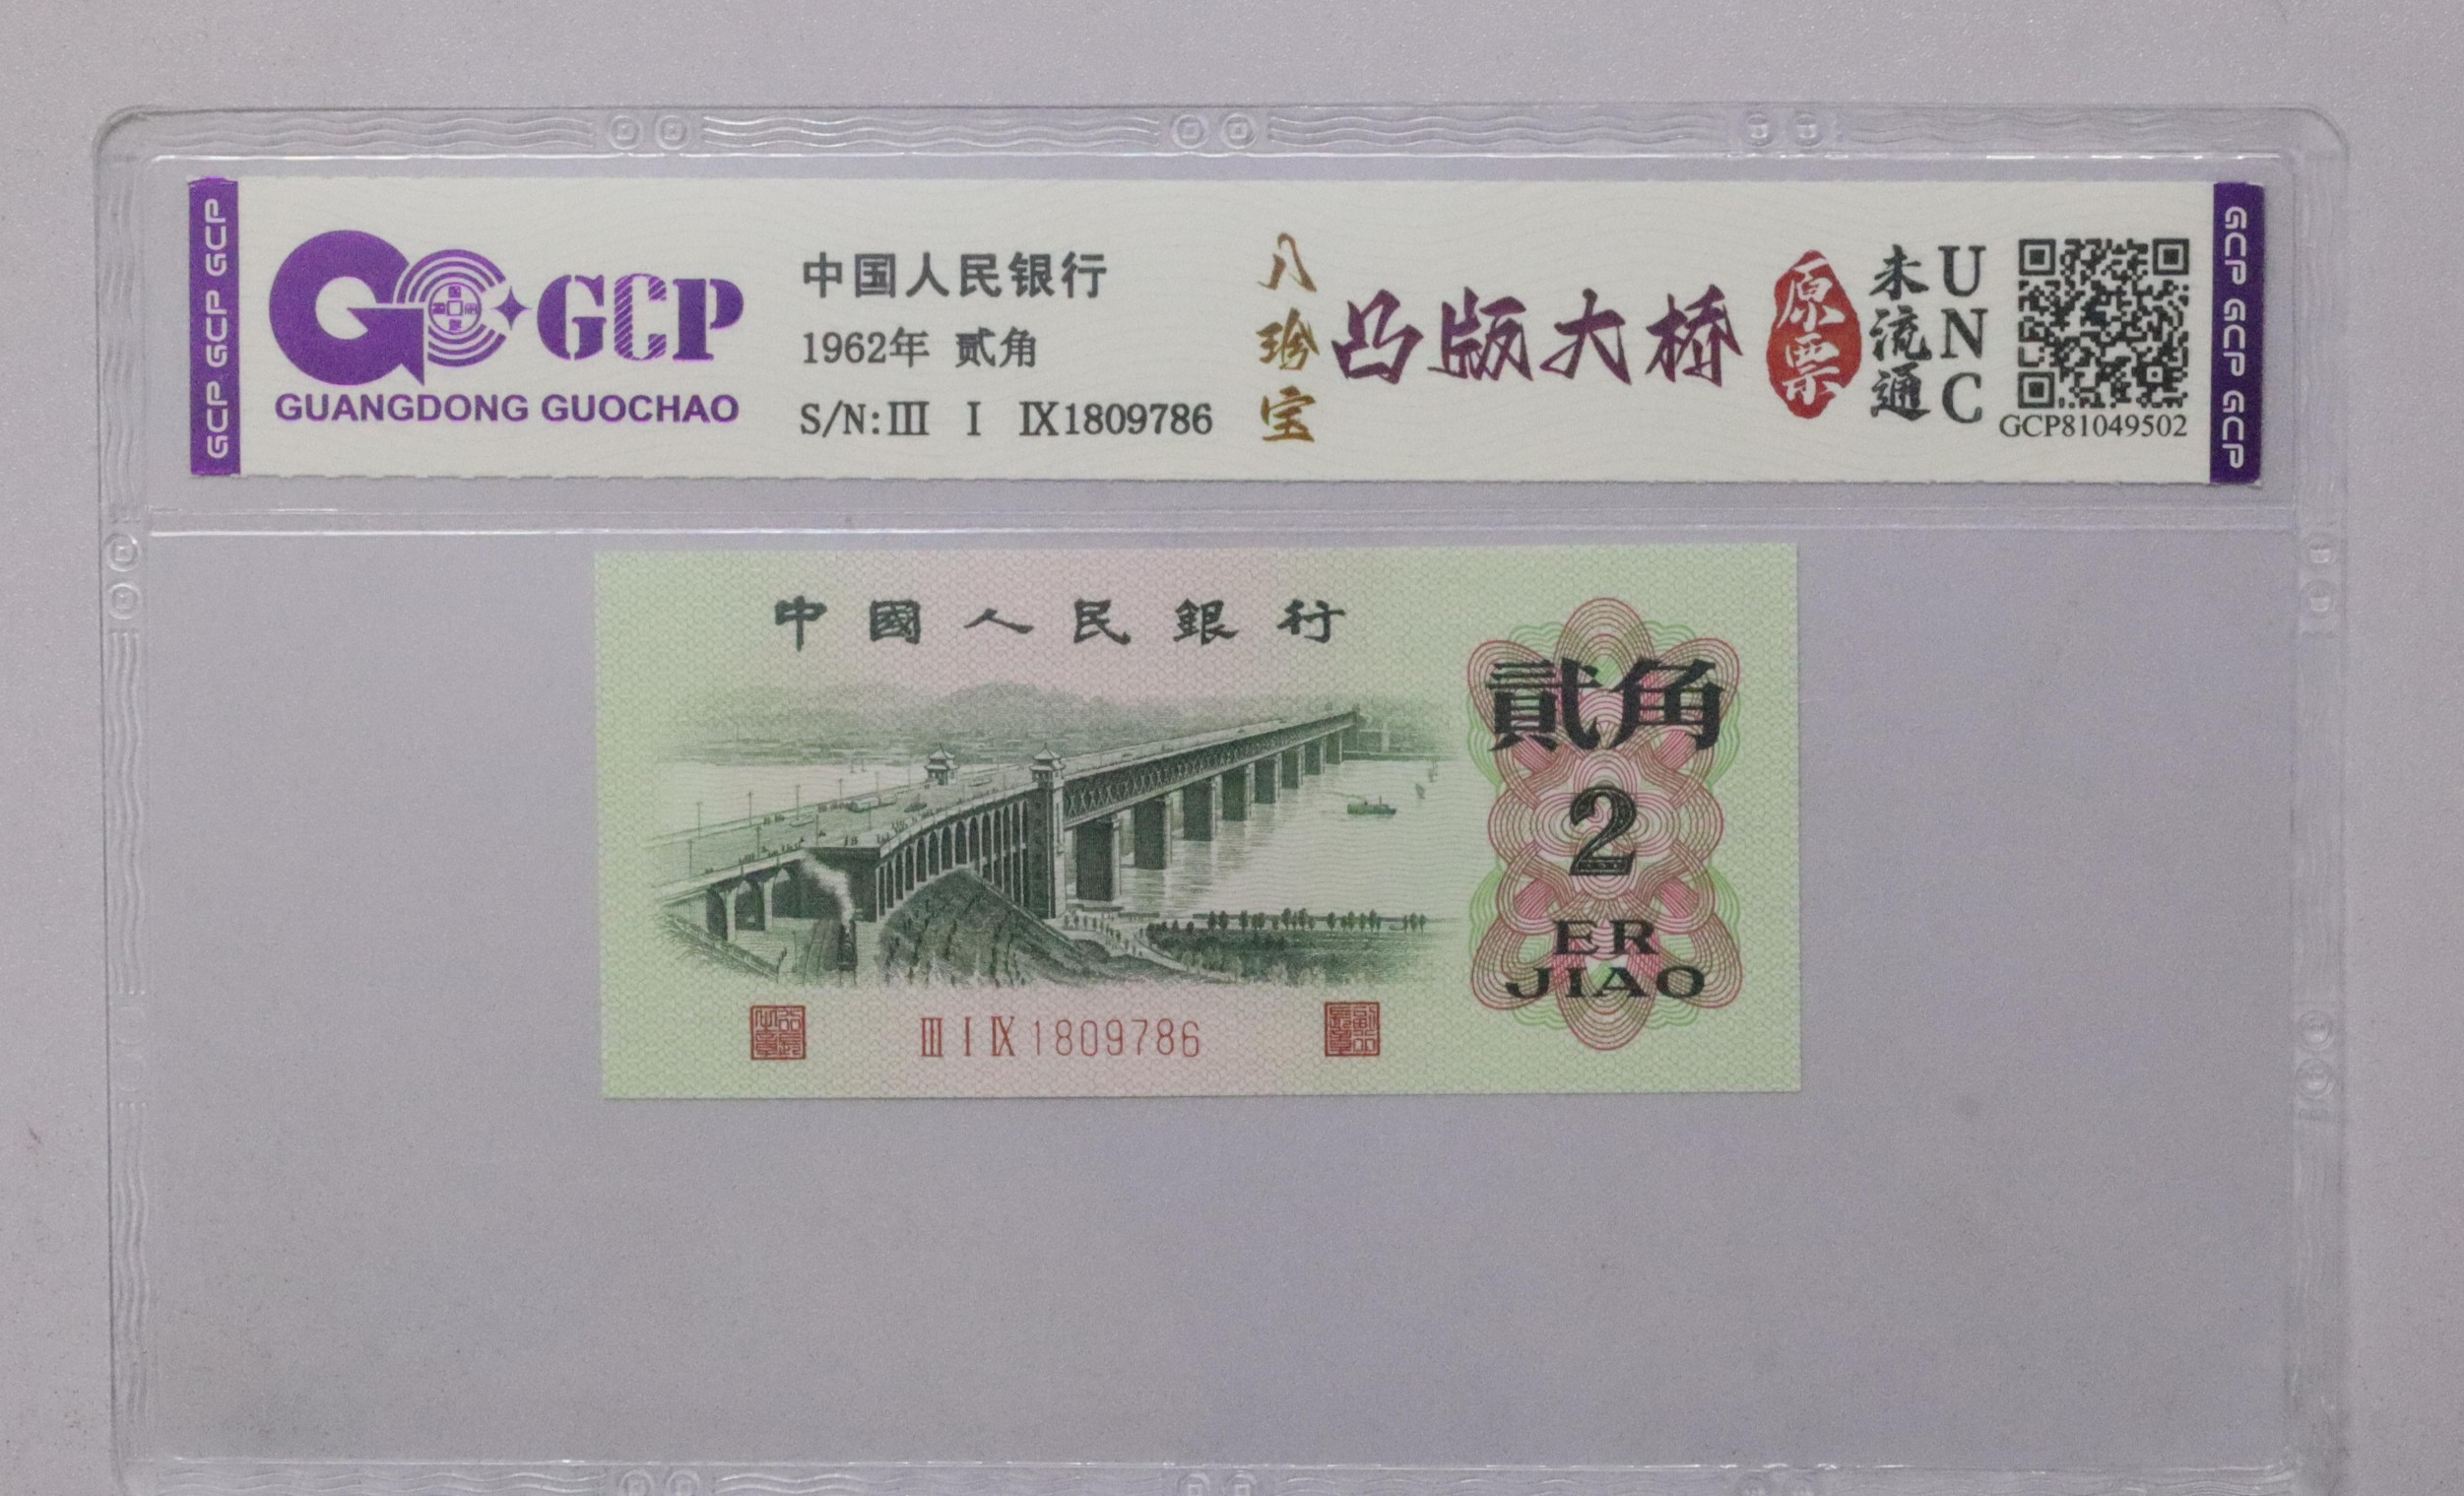 GCP GCP GCP
GCP
GUANGDONG GUOCHAO
中国人民银行
1962年 贰角
S/N:Ⅲ Ⅰ Ⅸ1809786
八珍宝
凸版大桥
原票
未流通
UNC
GCP81049502
GCP GCP GCP
中國人民銀行
貳角
2
ER
JIAO
Ⅲ Ⅰ Ⅸ 1809786